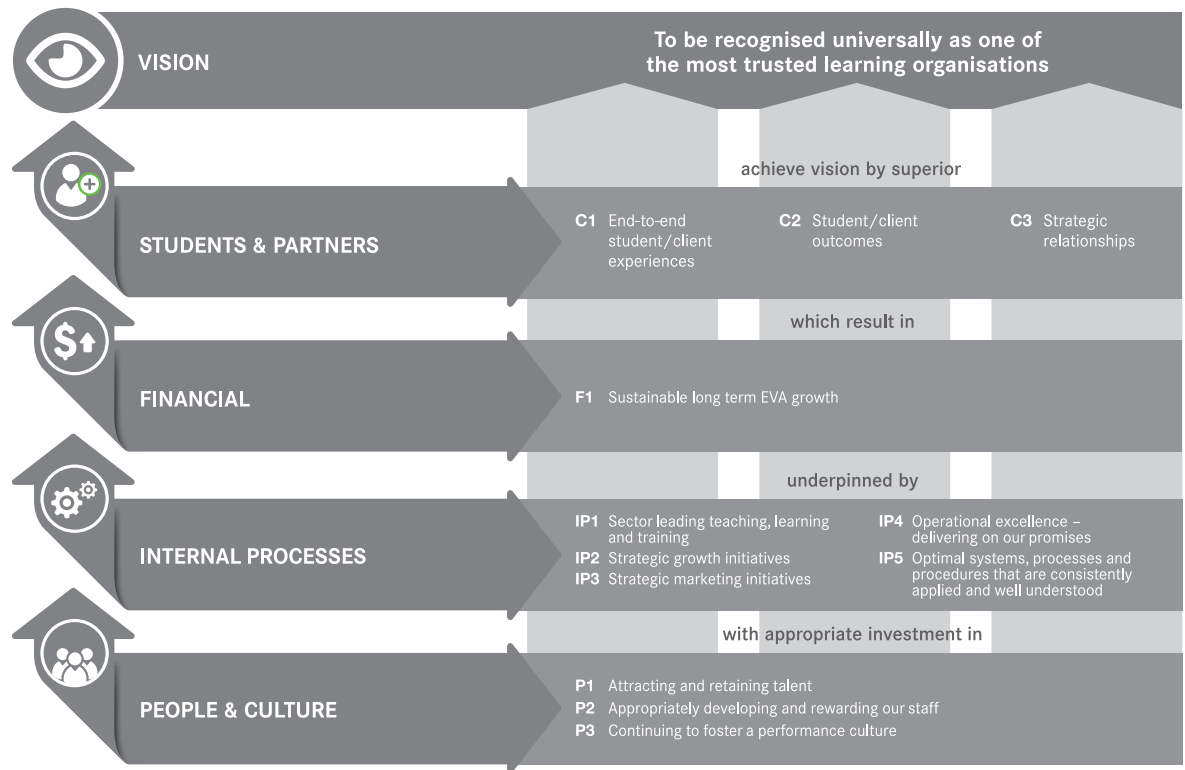 VISION
To be recognised universally as one of
the most trusted learning organisations
achieve vision by superior
STUDENTS & PARTNERS
C1 End-to-end
student/client
experiences
C2 Student/client
outcomes
C3 Strategic
relationships
which result in
FINANCIAL
F1 Sustainable long term EVA growth
underpinned by
INTERNAL PROCESSES
IP1 Sector leading teaching, learning
and training
IP2 Strategic growth initiatives
IP3 Strategic marketing initiatives
IP4 Operational excellence –
delivering on our promises
IP5 Optimal systems, processes and
procedures that are consistently
applied and well understood
with appropriate investment in
PEOPLE & CULTURE
P1 Attracting and retaining talent
P2 Appropriately developing and rewarding our staff
P3 Continuing to foster a performance culture